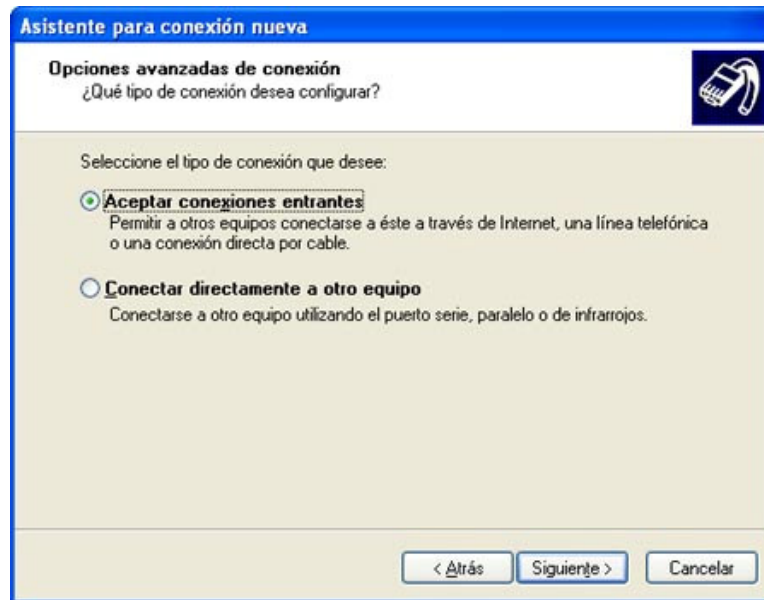 Asistente para conexión nueva
Opciones avanzadas de conexión
¿Qué tipo de conexión desea configurar?
Seleccione el tipo de conexión que desee:
Aceptar conexiones entrantes
Permitir a otros equipos conectarse a éste a través de Internet, una línea telefónica
o una conexión directa por cable.
Conectar directamente a otro equipo
Conectarse a otro equipo utilizando el puerto serie, paralelo o de infrarrojos.
< Atrás Siguiente > Cancelar